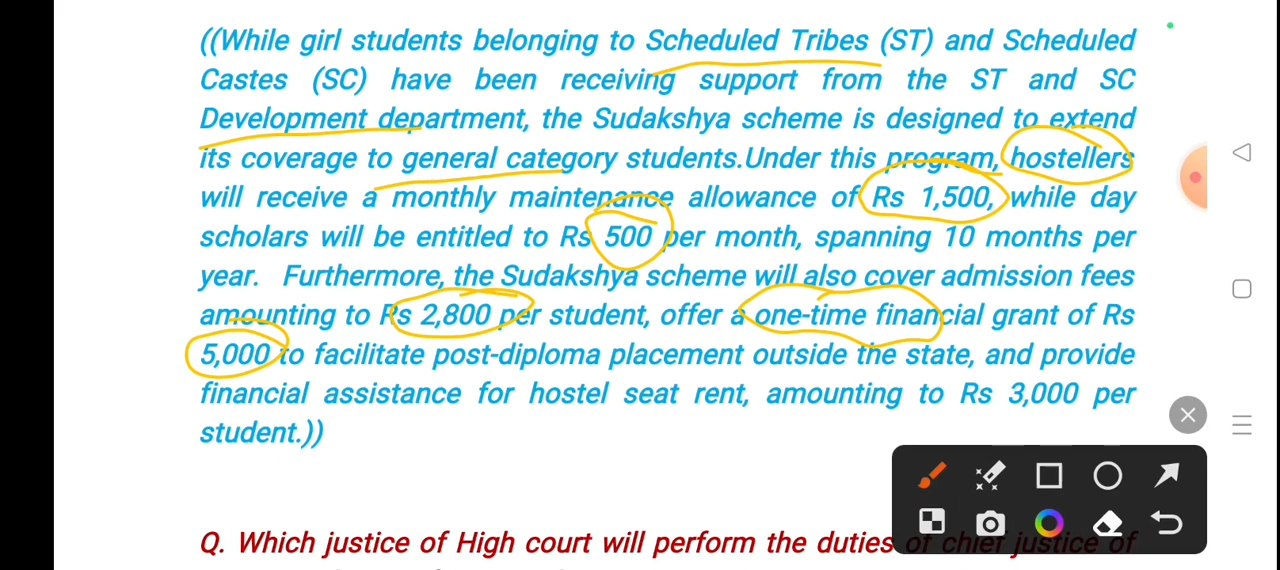 ((While girl students belonging to Scheduled Tribes (ST) and Scheduled
Castes (SC) have been receiving support from the ST and SC
Development department, the Sudakshya scheme is designed to extend
its coverage to general category students.Under this program, hostellers
will receive a monthly maintenance allowance of Rs 1,500, while day
scholars will be entitled to Rs 500 per month, spanning 10 months per
year. Furthermore, the Sudakshya scheme will also cover admission fees
amounting to Rs 2,800 per student, offer a one-time financial grant of Rs
5,000 to facilitate post-diploma placement outside the state, and provide
financial assistance for hostel seat rent, amounting to Rs 3,000 per
student.))
Q. Which justice of High court will perform the duties of chief justice of